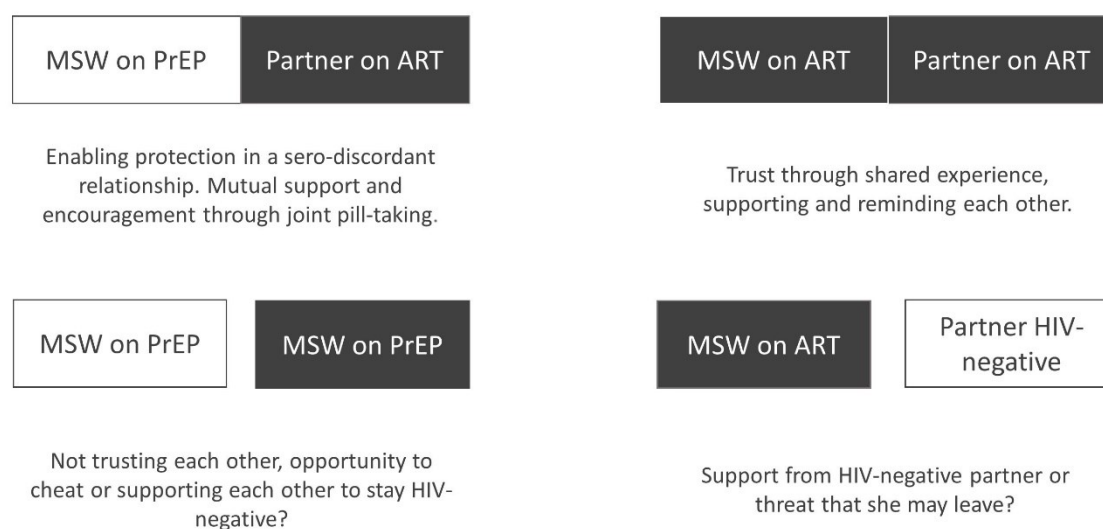 MSW on PrEP
Partner on ART
Enabling protection in a sero-discordant
relationship. Mutual support and
encouragement through joint pill-taking.
MSW on ART
Partner on ART
Trust through shared experience,
supporting and reminding each other.
MSW on PrEP
MSW on PrEP
Not trusting each other, opportunity to
cheat or supporting each other to stay HIV-
negative?
MSW on ART
Partner HIV-
negative
Support from HIV-negative partner or
threat that she may leave?